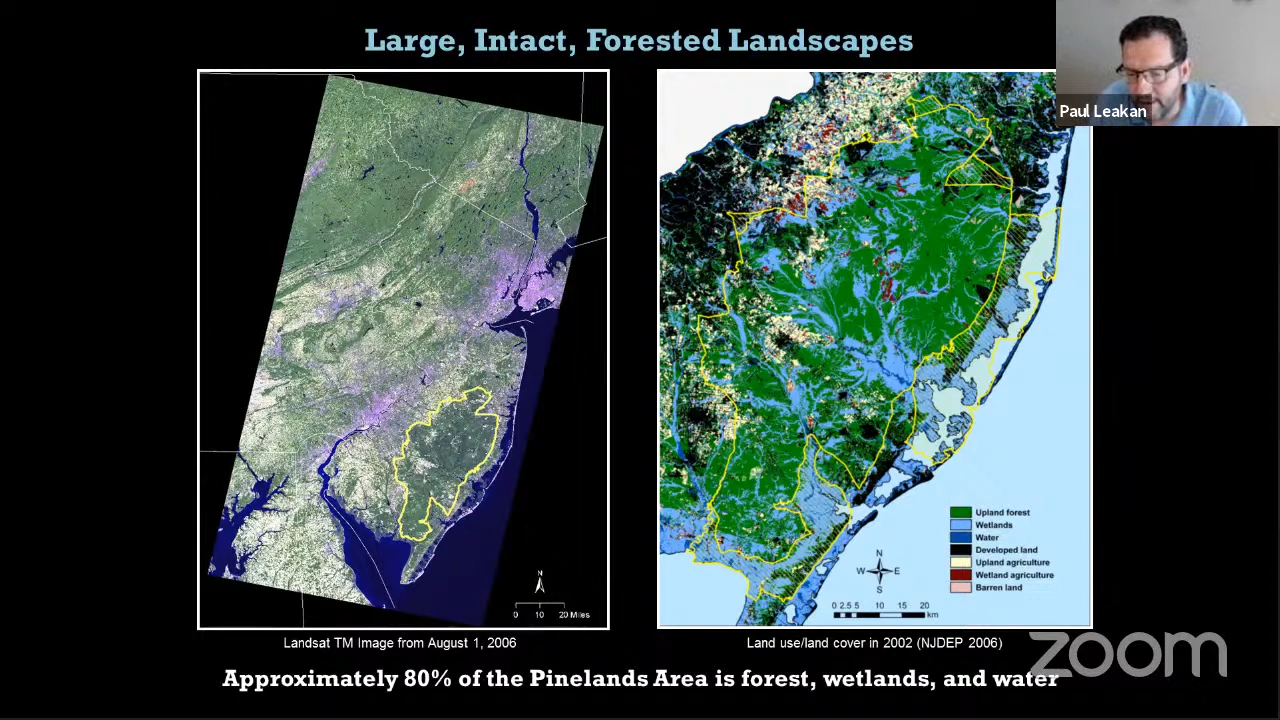 Large, Intact, Forested Landscapes
Paul Leakan
N
0 10 20 Miles
Upland forest
Wetlands
Water
Developed land
Upland agriculture
Wetland agriculture
Barren land
N
W E
S
0 2.5 5 10 15 20
km
Landsat TM Image from August 1, 2006
Land use/land cover in 2002 (NJDEP 2006)
zoom
Approximately 80% of the Pinelands Area is forest, wetlands, and water